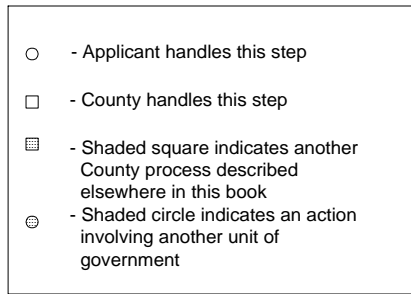 - Applicant handles this step
- County handles this step
- Shaded square indicates another
County process described
elsewhere in this book
- Shaded circle indicates an action
involving another unit of
government